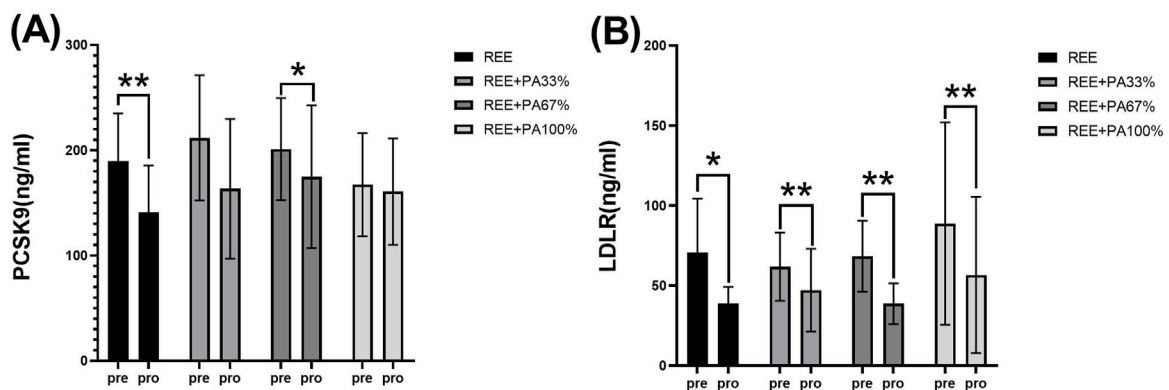 (A)
PCSK9(ng/ml)
300
200
100
0
**
*
pre pro pre pro pre pro pre pro
REE
REE+PA33%
REE+PA67%
REE+PA100%
(B)
LDLR(ng/ml)
200
150
100
50
0
*
**
**
**
pre pro pre pro pre pro pre pro
REE
REE+PA33%
REE+PA67%
REE+PA100%